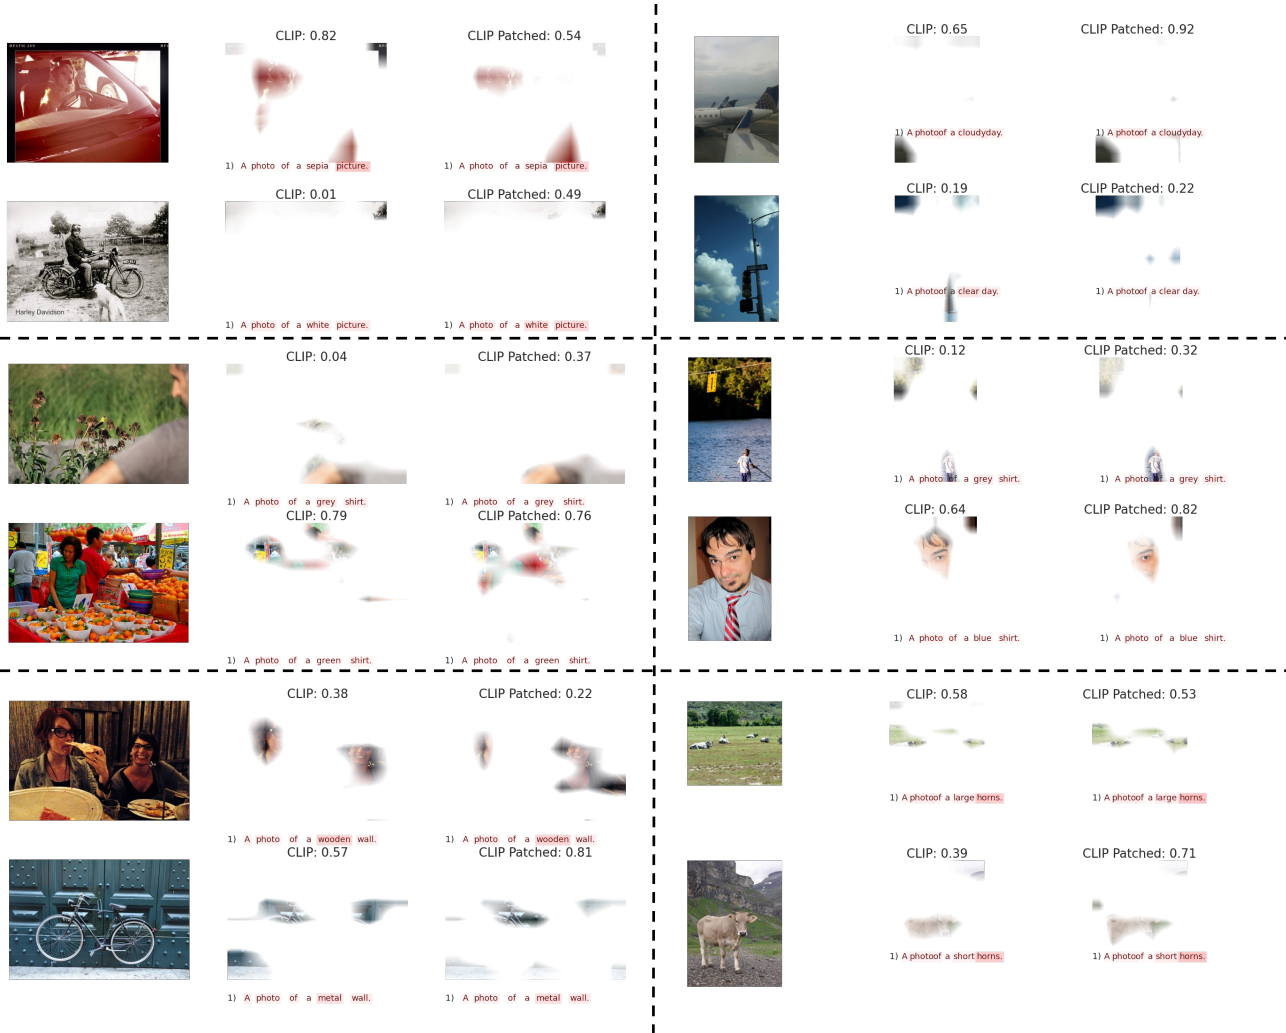 CLIP: 0.82
CLIP Patched: 0.54
1) A photo of a sepia picture.
1) A photo of a sepia picture.
CLIP: 0.01
CLIP Patched: 0.49
Harley Davidson
1) A photo of a white picture.
1) A photo of a white picture.
CLIP: 0.65
CLIP Patched: 0.92
1) A photoof a cloudyday.
1) A photoof a cloudyday.
CLIP: 0.19
CLIP Patched: 0.22
1) A photoof a clear day.
1) A photoof a clear day.
CLIP: 0.04
CLIP Patched: 0.37
1) A photo of a grey shirt.
1) A photo of a grey shirt.
CLIP: 0.79
CLIP Patched: 0.76
1) A photo of a green shirt.
1) A photo of a green shirt.
CLIP: 0.12
CLIP Patched: 0.32
1) A photo of a grey shirt.
1) A photo of a grey shirt.
CLIP: 0.64
CLIP Patched: 0.82
1) A photo of a blue shirt.
1) A photo of a blue shirt.
CLIP: 0.38
CLIP Patched: 0.22
1) A photo of a wooden wall.
1) A photo of a wooden wall.
CLIP: 0.57
CLIP Patched: 0.81
1) A photo of a metal wall.
1) A photo of a metal wall.
CLIP: 0.58
CLIP Patched: 0.53
1) A photoof a large horns.
1) A photoof a large horns.
CLIP: 0.39
CLIP Patched: 0.71
1) A photoof a short horns.
1) A photoof a short horns.